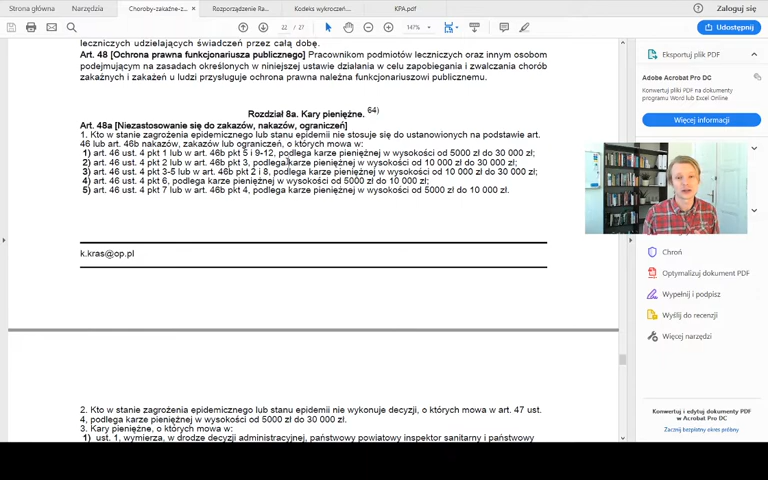 Strona główna
Narzędzia
Choroby-zakaźne-z...
Rozporządzenie Ra...
Kodeks wykroczeń...
KPA.pdf
Zaloguj się
22 / 27
147%
Udostępnij
leczniczych udzielających świadczeń przez całą dobę.
Art. 48 [Ochrona prawna funkcjonariusza publicznego] Pracownikom podmiotów leczniczych oraz innym osobom
podejmującym na zasadach określonych w niniejszej ustawie działania w celu zapobiegania i zwalczania chorób
zakaźnych i zakażeń u ludzi przysługuje ochrona prawna należna funkcjonariuszowi publicznemu.
Rozdział 8a. Kary pieniężne. 64)
Art. 48a [Niezastosowanie się do zakazów, nakazów, ograniczeń]
1. Kto w stanie zagrożenia epidemicznego lub stanu epidemii nie stosuje się do ustanowionych na podstawie art.
46 lub art. 46b nakazów, zakazów lub ograniczeń, o których mowa w:
1) art. 46 ust. 4 pkt 1 lub w art. 46b pkt 5 i 9-12, podlega karze pieniężnej w wysokości od 5000 zł do 30 000 zł;
2) art. 46 ust. 4 pkt 2 lub w art. 46b pkt 3, podlega karze pieniężnej w wysokości od 10 000 zł do 30 000 zł;
3) art. 46 ust. 4 pkt 3-5 lub w art. 46b pkt 2 i 8, podlega karze pieniężnej w wysokości od 10 000 zł do 30 000 zł;
4) art. 46 ust. 4 pkt 6, podlega karze pieniężnej w wysokości od 5000 zł do 10 000 zł;
5) art. 46 ust. 4 pkt 7 lub w art. 46b pkt 4, podlega karze pieniężnej w wysokości od 5000 zł do 10 000 zł.
k.kras@op.pl
2. Kto w stanie zagrożenia epidemicznego lub stanu epidemii nie wykonuje decyzji, o których mowa w art. 47 ust.
4, podlega karze pieniężnej w wysokości od 5000 zł do 30 000 zł.
3. Kary pieniężne, o których mowa w:
1) ust. 1, wymierza, w drodze decyzji administracyjnej, państwowy powiatowy inspektor sanitarny i państwowy
Eksportuj plik PDF
Adobe Acrobat Pro DC
Konwertuj pliki PDF na dokumenty
programu Word lub Excel Online
Więcej informacji
Chroń
Optymalizuj dokument PDF
Wypełnij i podpisz
Wyślij do recenzji
Więcej narzędzi
Konwertuj i edytuj dokumenty PDF
w Acrobat Pro DC
Zacznij bezpłatny okres próbny